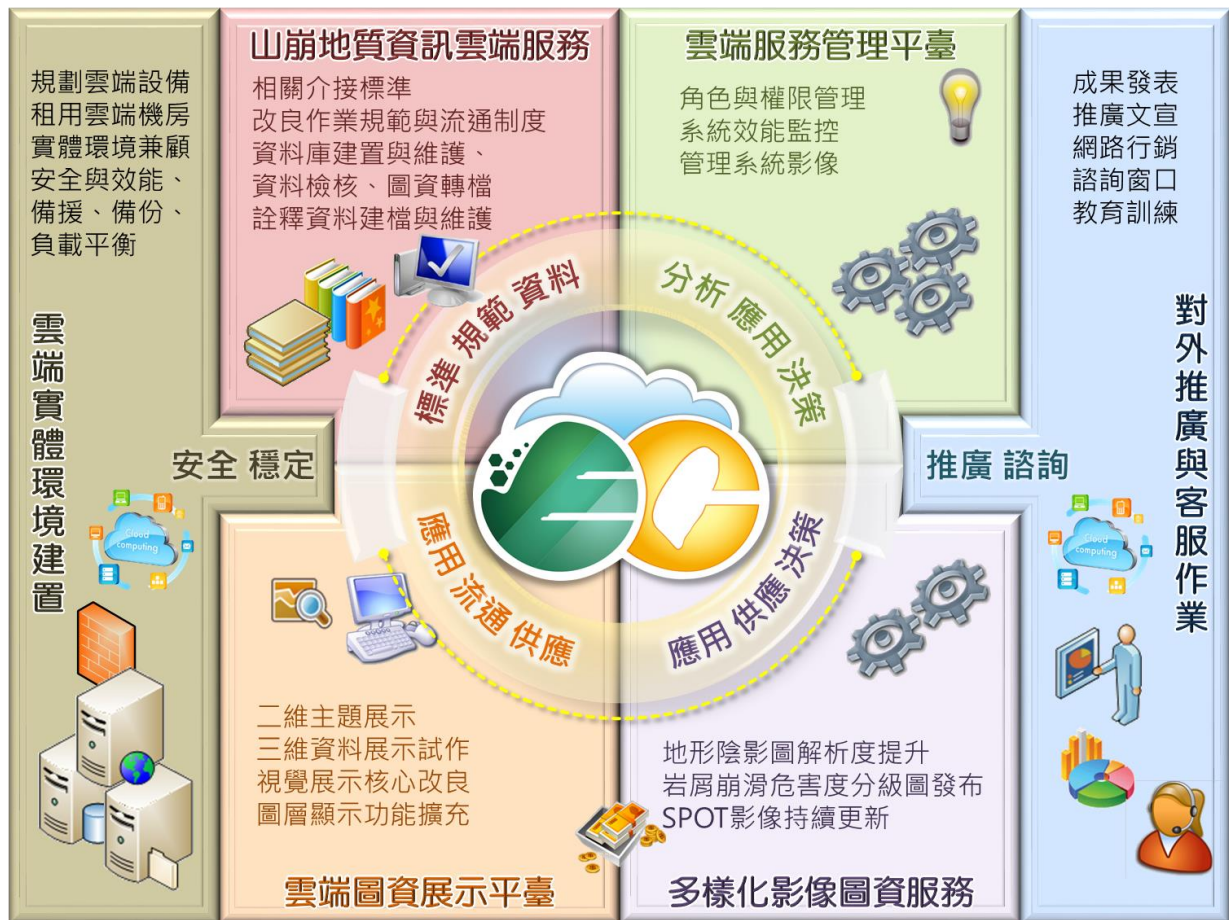 規劃雲端設備
租用雲端機房
實體環境兼顧
安全與效能、
備援、備份、
負載平衡
雲端實體環境建置
安全 穩定
Cloud
computing
山崩地質資訊雲端服務
相關介接標準
改良作業規範與流通制度
資料庫建置與維護、
資料檢核、圖資轉檔
詮釋資料建檔與維護
標準 規範 資料
雲端服務管理平臺
角色與權限管理
系統效能監控
管理系統影像
分析 應用 決策
應用 流通 供應
二維主題展示
三維資料展示試作
視覺展示核心改良
圖層顯示功能擴充
雲端圖資展示平臺
應用 供應 決策
地形陰影圖解析度提升
岩屑崩滑危害度分級圖發布
SPOT影像持續更新
多樣化影像圖資服務
成果發表
推廣文宣
網路行銷
諮詢窗口
教育訓練
對外推廣與客服作業
推廣 諮詢
Cloud
computing